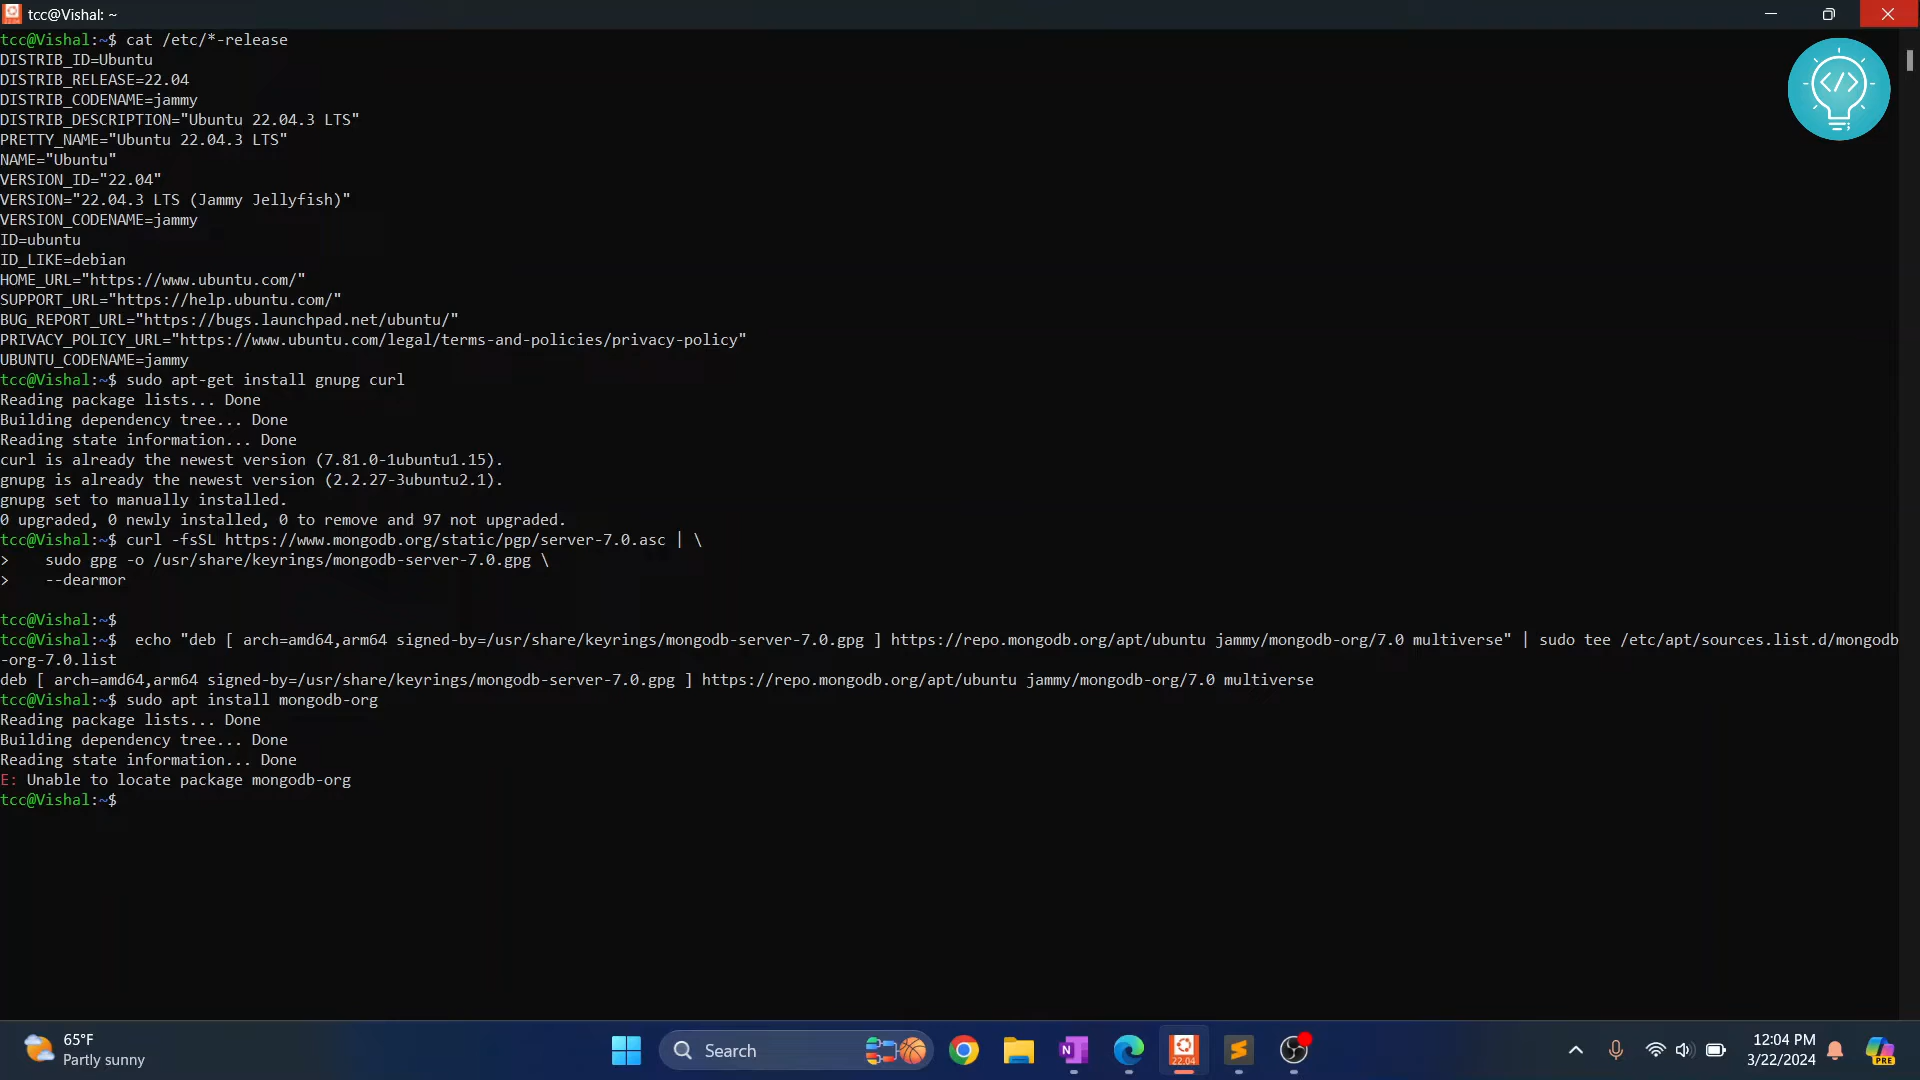 tcc@Vishal: ~
tcc@Vishal:~$ cat /etc/*-release
DISTRIB_ID=Ubuntu
DISTRIB_RELEASE=22.04
DISTRIB_CODENAME=jammy
DISTRIB_DESCRIPTION="Ubuntu 22.04.3 LTS"
PRETTY_NAME="Ubuntu 22.04.3 LTS"
NAME="Ubuntu"
VERSION_ID="22.04"
VERSION="22.04.3 LTS (Jammy Jellyfish)"
VERSION_CODENAME=jammy
ID=ubuntu
ID_LIKE=debian
HOME_URL="https://www.ubuntu.com/"
SUPPORT_URL="https://help.ubuntu.com/"
BUG_REPORT_URL="https://bugs.launchpad.net/ubuntu/"
PRIVACY_POLICY_URL="https://www.ubuntu.com/legal/terms-and-policies/privacy-policy"
UBUNTU_CODENAME=jammy
tcc@Vishal:~$ sudo apt-get install gnupg curl
Reading package lists... Done
Building dependency tree... Done
Reading state information... Done
curl is already the newest version (7.81.0-1ubuntu1.15).
gnupg is already the newest version (2.2.27-3ubuntu2.1).
gnupg set to manually installed.
0 upgraded, 0 newly installed, 0 to remove and 97 not upgraded.
tcc@Vishal:~$ curl -fsSL https://www.mongodb.org/static/pgp/server-7.0.asc | \
>    sudo gpg -o /usr/share/keyrings/mongodb-server-7.0.gpg \
>    --dearmor
tcc@Vishal:~$
tcc@Vishal:~$  echo "deb [ arch=amd64,arm64 signed-by=/usr/share/keyrings/mongodb-server-7.0.gpg ] https://repo.mongodb.org/apt/ubuntu jammy/mongodb-org/7.0 multiverse" | sudo tee /etc/apt/sources.list.d/mongodb
-org-7.0.list
deb [ arch=amd64,arm64 signed-by=/usr/share/keyrings/mongodb-server-7.0.gpg ] https://repo.mongodb.org/apt/ubuntu jammy/mongodb-org/7.0 multiverse
tcc@Vishal:~$ sudo apt install mongodb-org
Reading package lists... Done
Building dependency tree... Done
Reading state information... Done
E: Unable to locate package mongodb-org
tcc@Vishal:~$
</>
65°F
Partly sunny
Search
22.04
12:04 PM
3/22/2024
PRE